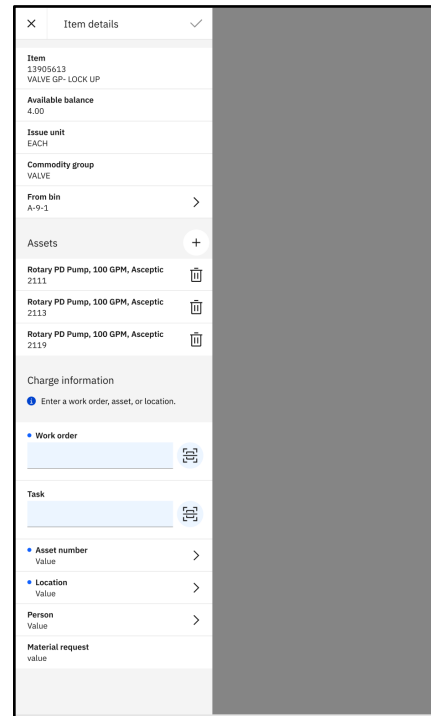 Item details
Item
13905613
VALVE GP- LOCK UP
Available balance
4.00
Issue unit
EACH
Commodity group
VALVE
From bin
A-9-1
Assets
Rotary PD Pump, 100 GPM, Asceptic
2111
Rotary PD Pump, 100 GPM, Asceptic
2113
Rotary PD Pump, 100 GPM, Asceptic
2119
Charge information
Enter a work order, asset, or location.
Work order
Task
Asset number
Value
Location
Value
Person
Value
Material request
value